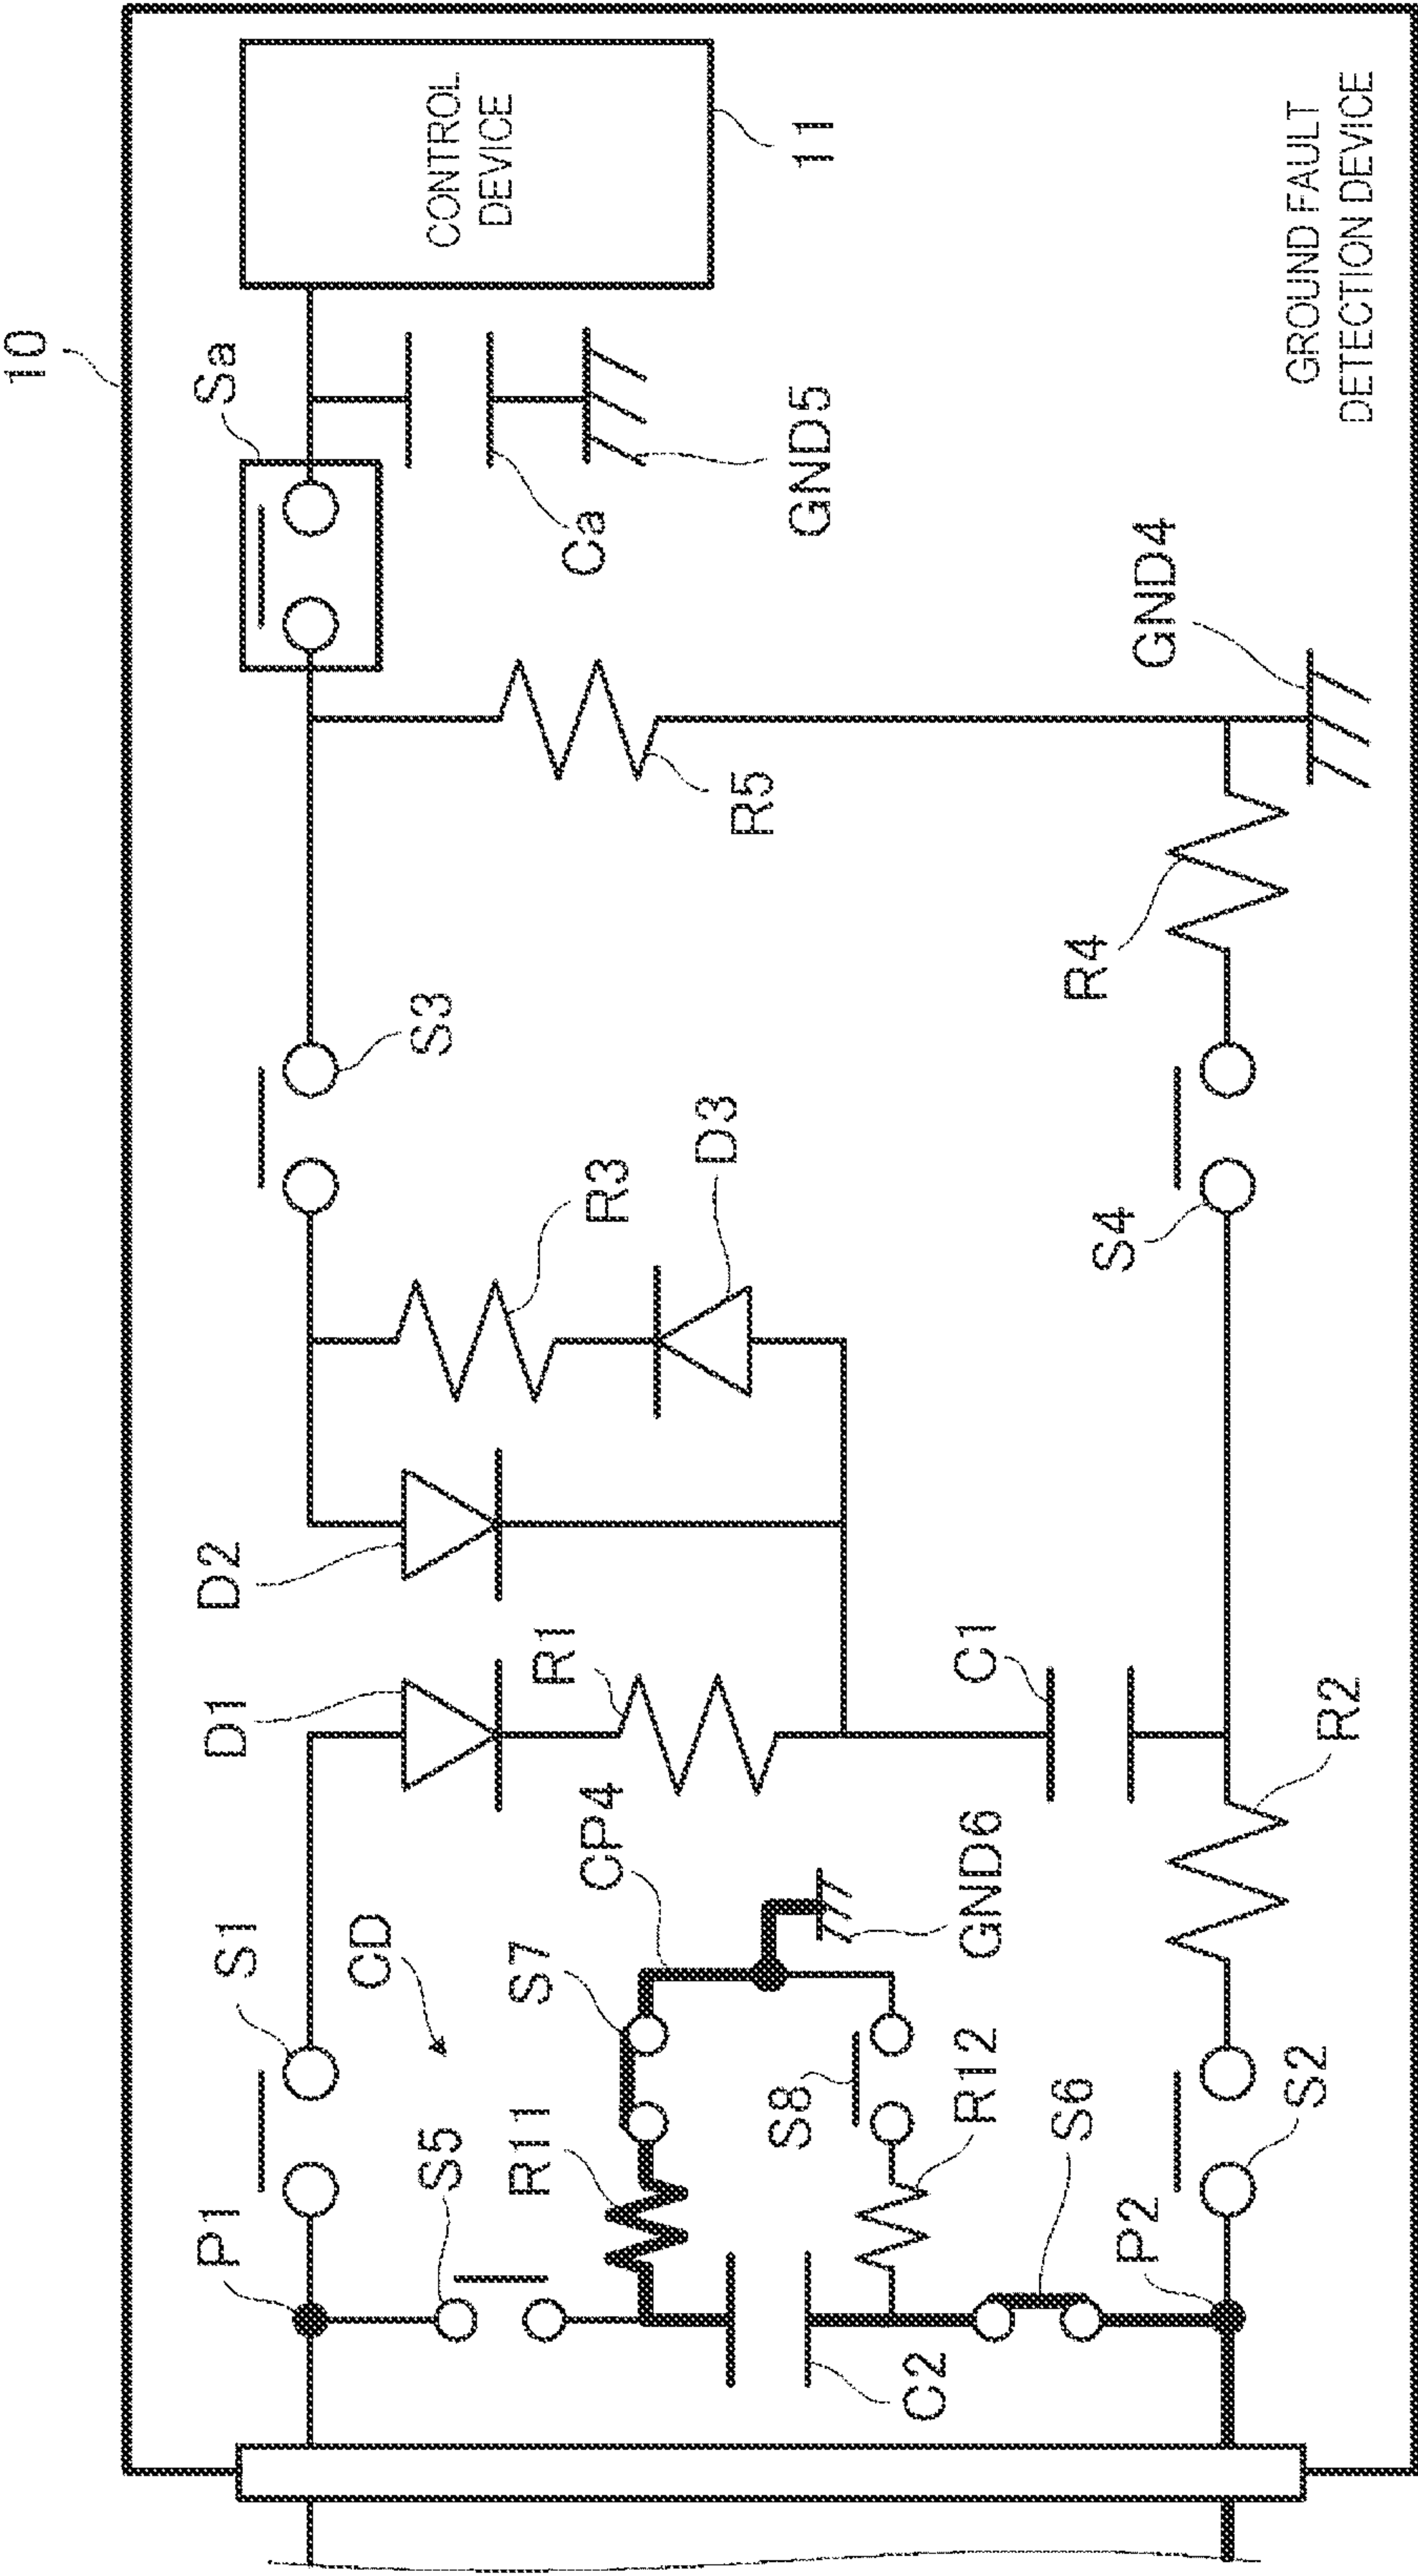 10
P1
S1
D1
D2
S3
Sa
CONTROL
DEVICE
11
CD
S5
R11
S7
CP4
R1
R3
D3
R5
Ca
GND5
C2
S8
R12
GND6
C1
S6
P2
S2
R2
S4
R4
GND4
GROUND FAULT
DETECTION DEVICE